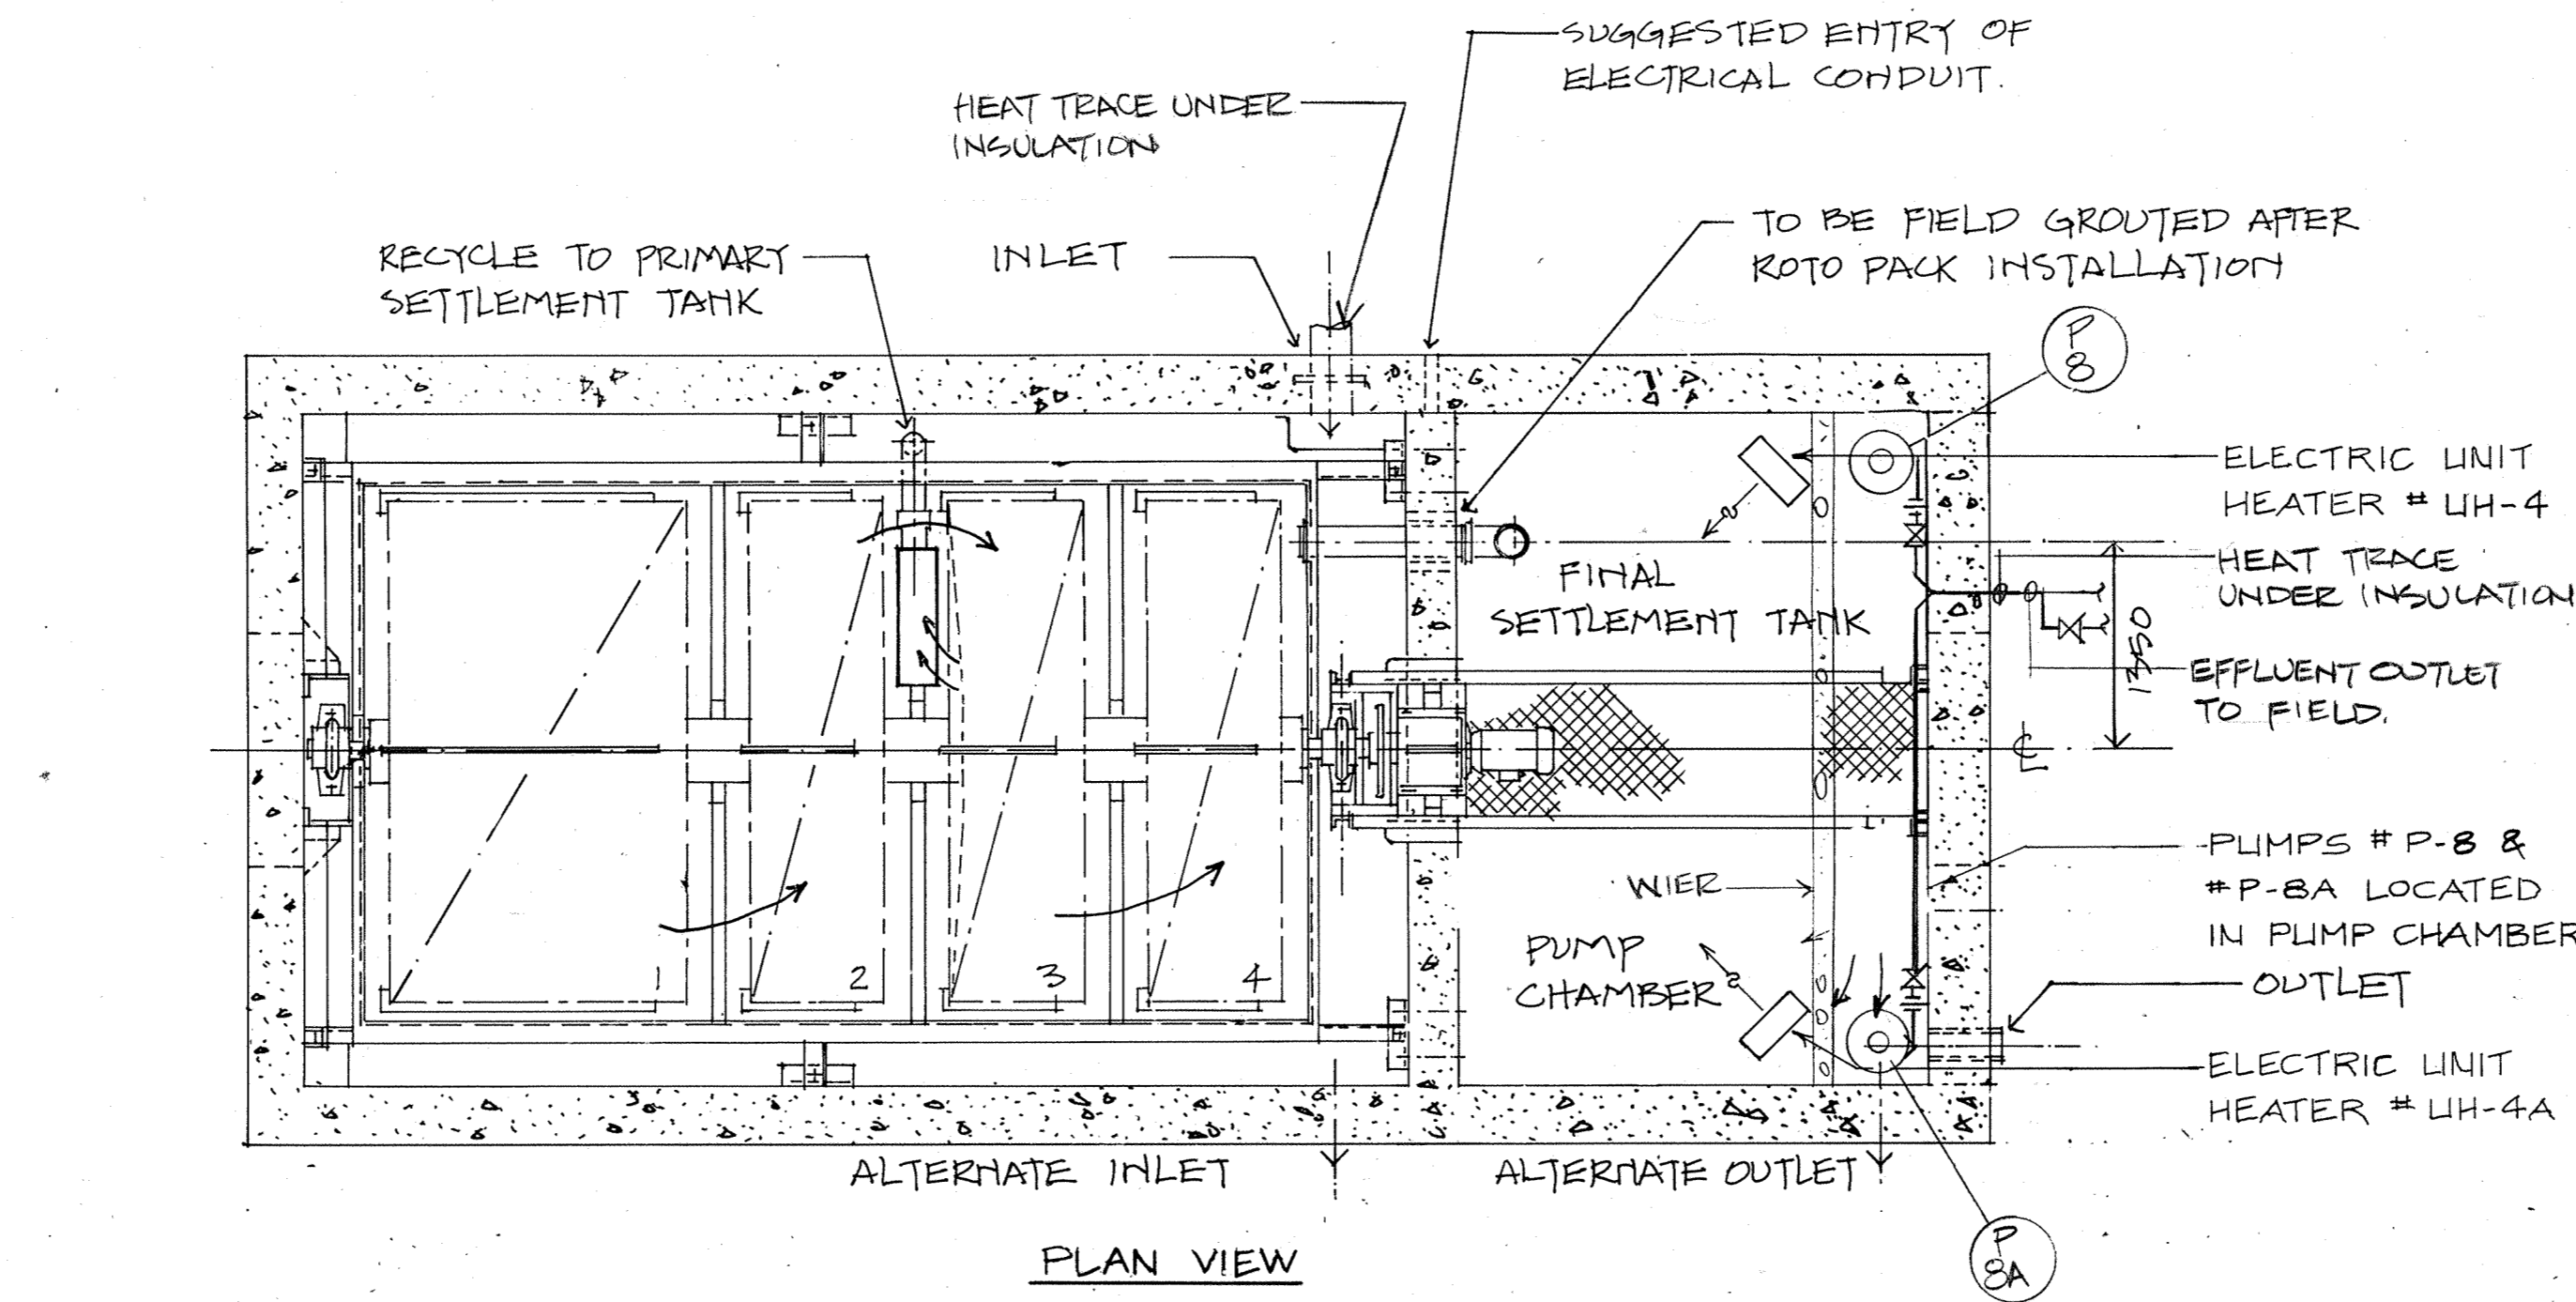 SUGGESTED ENTRY OF
ELECTRICAL CONDUIT.
HEAT TRACE UNDER
INSULATION
TO BE FIELD GROUTED AFTER
ROTO PACK INSTALLATION
RECYCLE TO PRIMARY
SETTLEMENT TANK
INLET
P
8
ELECTRIC UNIT
HEATER # UH-4
HEAT TRACE
UNDER INSULATION
1350
FINAL
SETTLEMENT TANK
EFFLUENT OUTLET
TO FIELD.
CL
PUMPS # P-8 &
# P-8A LOCATED
IN PUMP CHAMBER
WIER
PUMP
CHAMBER
1
2
3
4
OUTLET
ELECTRIC UNIT
HEATER # UH-4A
ALTERNATE INLET
ALTERNATE OUTLET
P
8A
PLAN VIEW